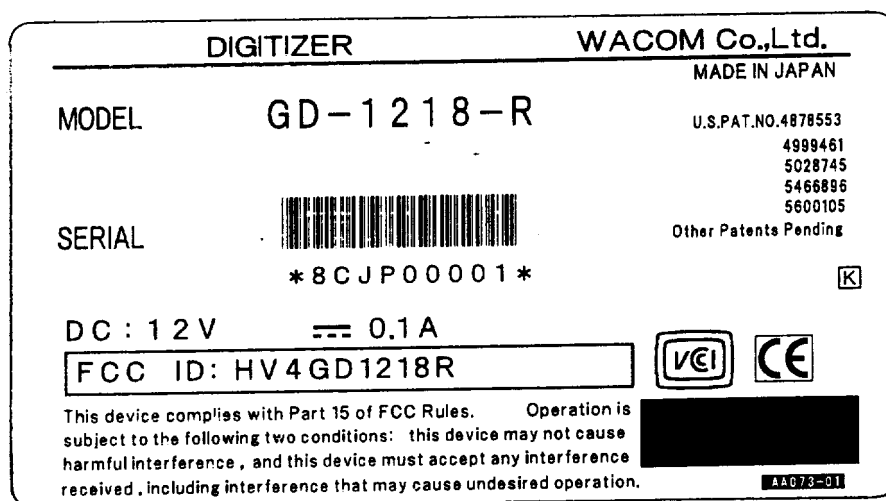 DIGITIZER WACOM Co.,Ltd.
MADE IN JAPAN
MODEL GD-1218-R
U.S.PAT.NO.4878553
4999461
5028745
5466896
5600105
Other Patents Pending
SERIAL
*8CJP00001*
K
DC:12V ⎓ 0.1A
FCC ID: HV4GD1218R
VCCI CE
This device complies with Part 15 of FCC Rules. Operation is
subject to the following two conditions: this device may not cause
harmful interference, and this device must accept any interference
received, including interference that may cause undesired operation.
AA073-01